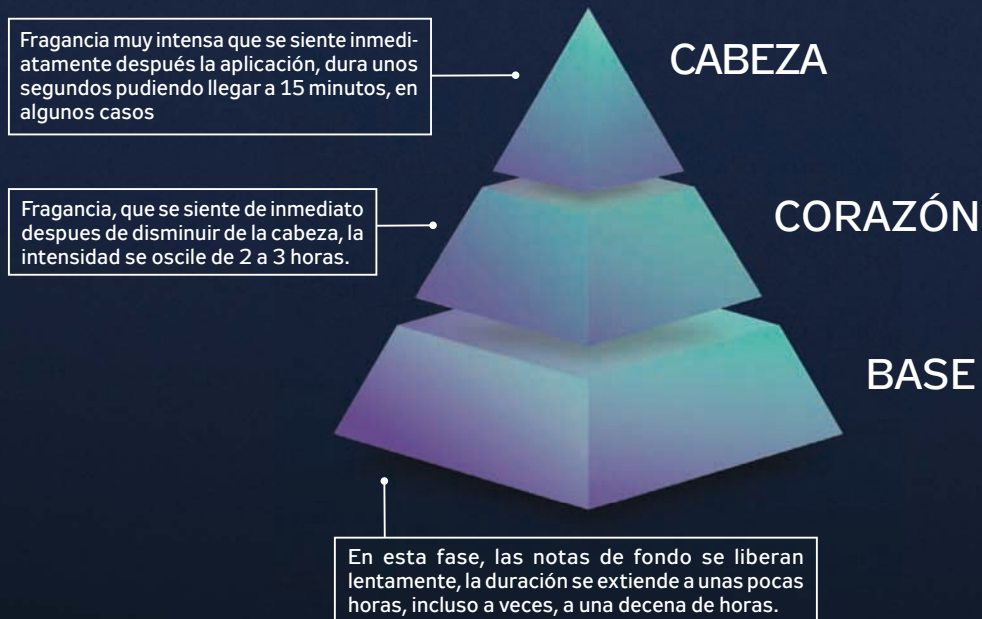 Fragancia muy intensa que se siente inmedi-
atamente después la aplicación, dura unos
segundos pudiendo llegar a 15 minutos, en
algunos casos
CABEZA
Fragancia, que se siente de inmediato
despues de disminuir de la cabeza, la
intensidad se oscile de 2 a 3 horas.
CORAZÓN
BASE
En esta fase, las notas de fondo se liberan
lentamente, la duración se extiende a unas pocas
horas, incluso a veces, a una decena de horas.